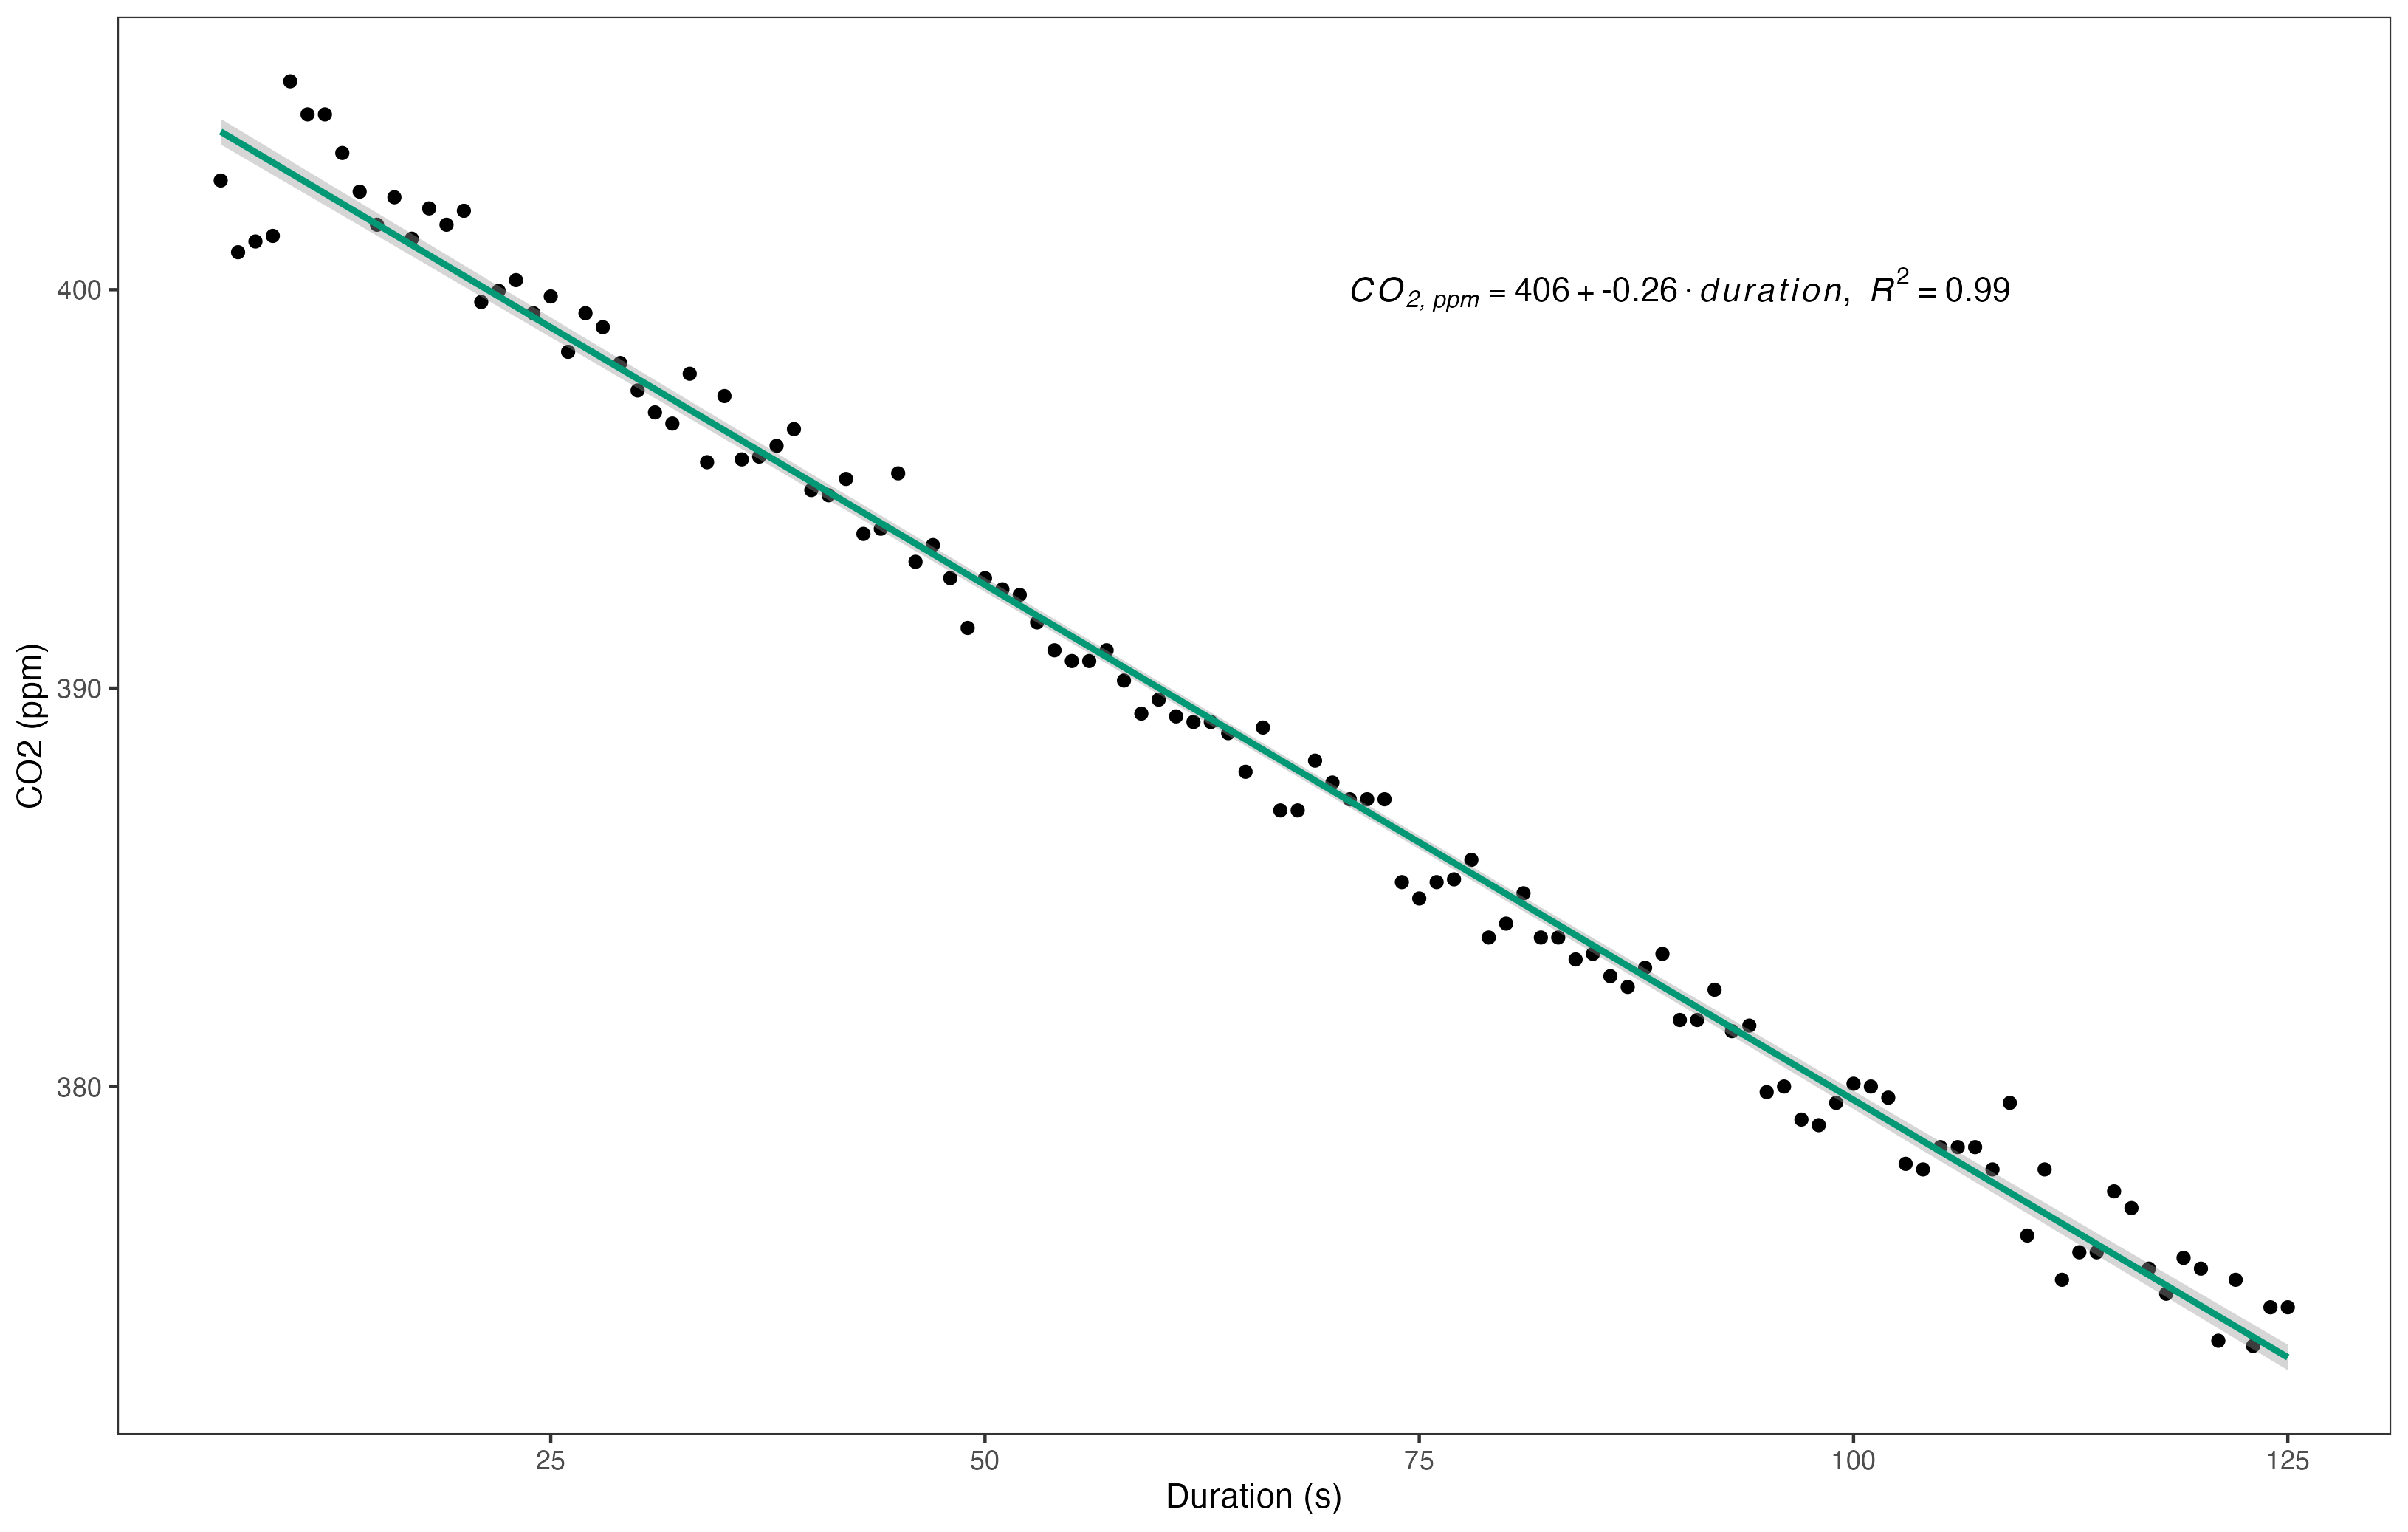 CO2, ppm = 406 + -0.26 · duration, R2 = 0.99
400
390
380
CO2 (ppm)
25 50 75 100 125
Duration (s)